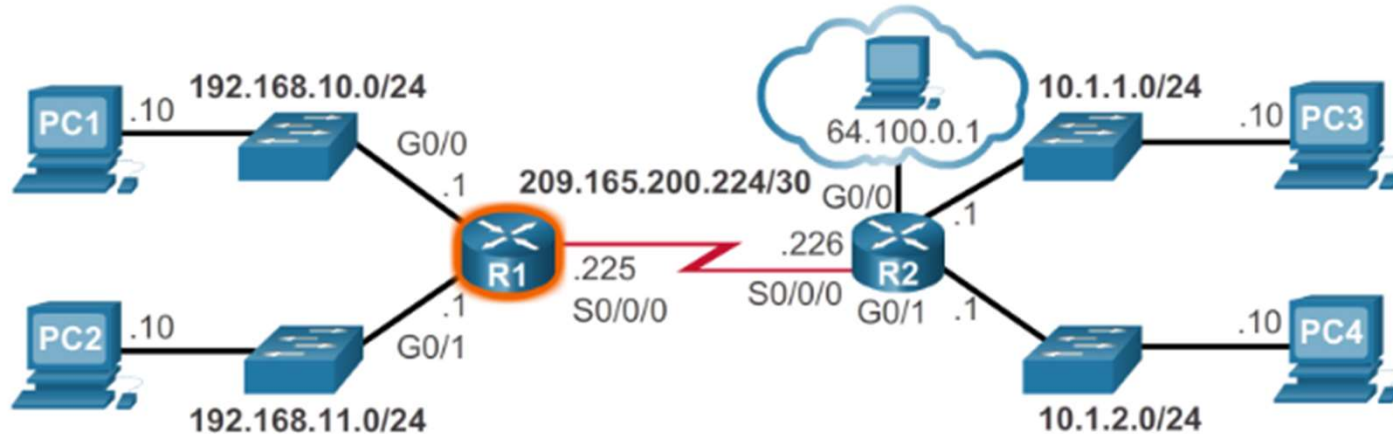 192.168.10.0/24
10.1.1.0/24
PC1
.10
G0/0
.1
209.165.200.224/30
64.100.0.1
G0/0
.1
.10
PC3
R1
.225
S0/0/0
.226
S0/0/0
R2
G0/1
.1
PC2
.10
.1
G0/1
192.168.11.0/24
.10
PC4
10.1.2.0/24